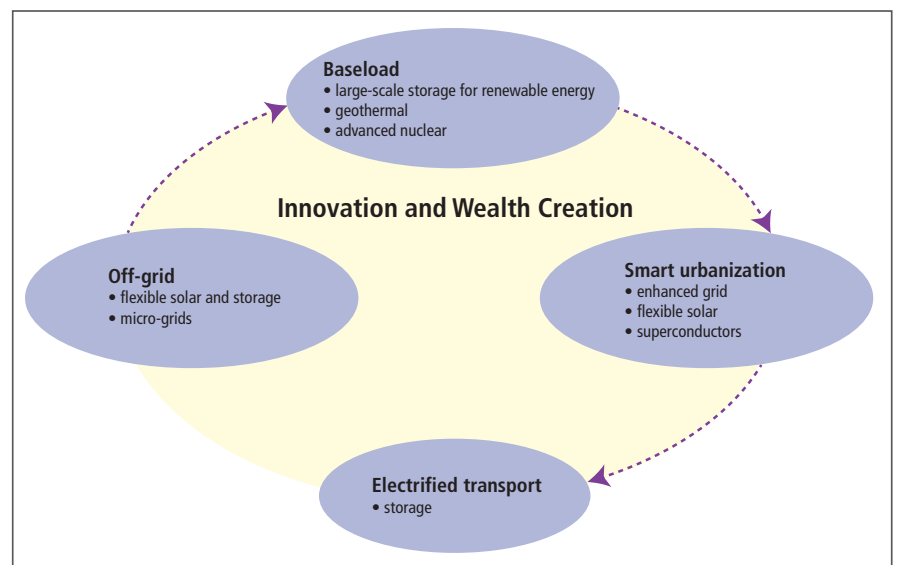 Baseload
• large-scale storage for renewable energy
• geothermal
• advanced nuclear
Innovation and Wealth Creation
Off-grid
• flexible solar and storage
• micro-grids
Smart urbanization
• enhanced grid
• flexible solar
• superconductors
Electrified transport
• storage